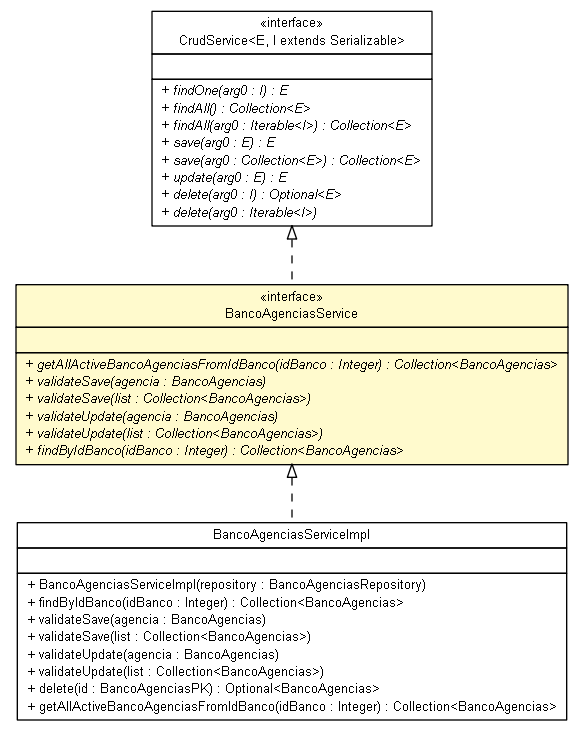 «interface»
CrudService<E, I extends Serializable>
+ findOne(arg0 : I) : E
+ findAll() : Collection<E>
+ findAll(arg0 : Iterable<I>) : Collection<E>
+ save(arg0 : E) : E
+ save(arg0 : Collection<E>) : Collection<E>
+ update(arg0 : E) : E
+ delete(arg0 : I) : Optional<E>
+ delete(arg0 : Iterable<I>)
«interface»
BancoAgenciasService
+ getAllActiveBancoAgenciasFromIdBanco(idBanco : Integer) : Collection<BancoAgencias>
+ validateSave(agencia : BancoAgencias)
+ validateSave(list : Collection<BancoAgencias>)
+ validateUpdate(agencia : BancoAgencias)
+ validateUpdate(list : Collection<BancoAgencias>)
+ findByIdBanco(idBanco : Integer) : Collection<BancoAgencias>
BancoAgenciasServiceImpl
+ BancoAgenciasServiceImpl(repository : BancoAgenciasRepository)
+ findByIdBanco(idBanco : Integer) : Collection<BancoAgencias>
+ validateSave(agencia : BancoAgencias)
+ validateSave(list : Collection<BancoAgencias>)
+ validateUpdate(agencia : BancoAgencias)
+ validateUpdate(list : Collection<BancoAgencias>)
+ delete(id : BancoAgenciasPK) : Optional<BancoAgencias>
+ getAllActiveBancoAgenciasFromIdBanco(idBanco : Integer) : Collection<BancoAgencias>